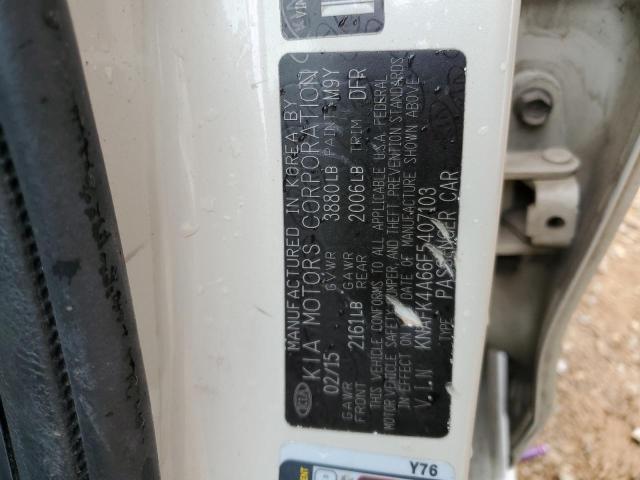 MANUFACTURED IN KOREA BY
KIA MOTORS CORPORATION
02/15 GVWR 3880LB PAINT M9Y
GAWR FRONT 2161LB GAWR REAR 2006LB TRIM DFR
THIS VEHICLE CONFORMS TO ALL APPLICABLE U.S.A. FEDERAL
MOTOR VEHICLE SAFETY, BUMPER, AND THEFT PREVENTION STANDARDS
IN EFFECT ON THE DATE OF MANUFACTURE SHOWN ABOVE
V.I.N KNAFK4A66F5407103
TYPE: PASSENGER CAR
KIA
Y76